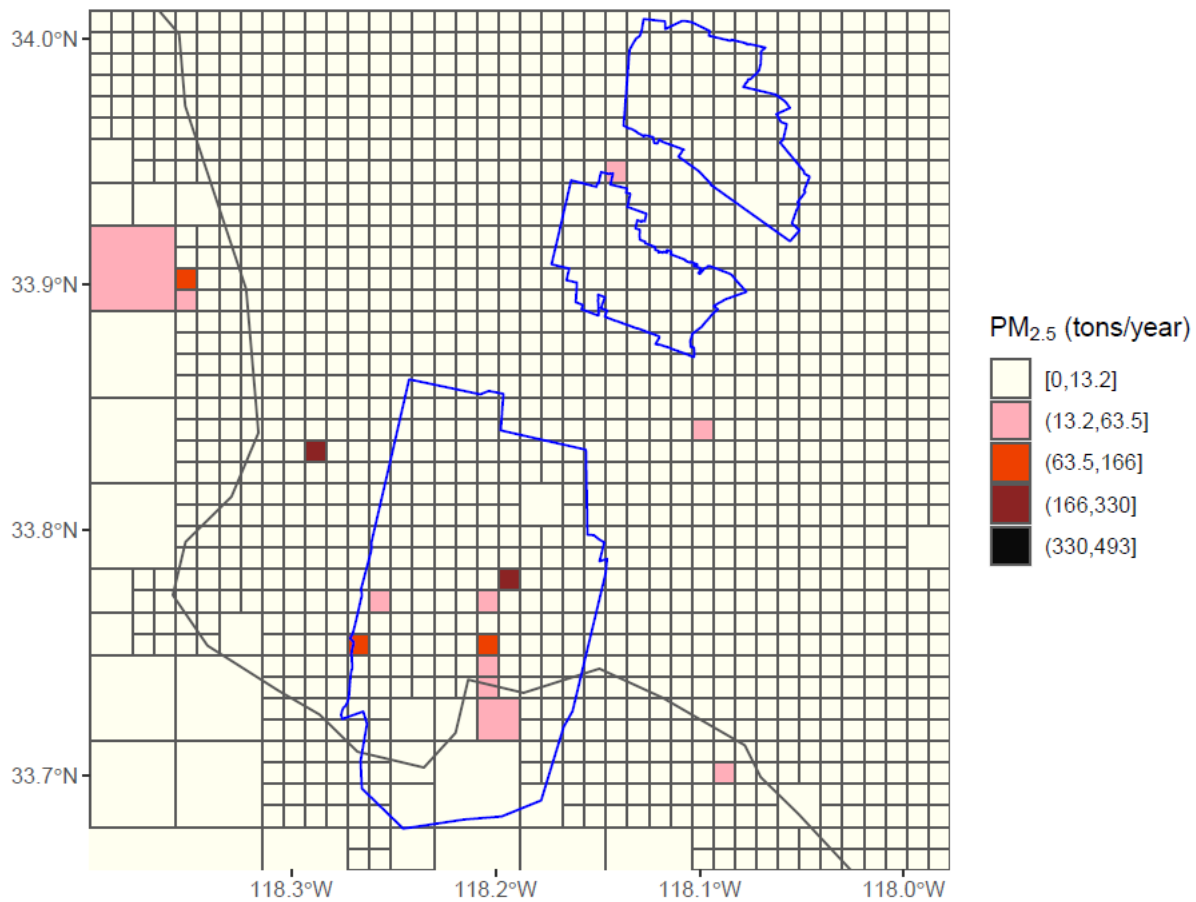 34.0°N
33.9°N
33.8°N
33.7°N
118.3°W
118.2°W
118.1°W
118.0°W
PM2.5 (tons/year)
[0,13.2]
(13.2,63.5]
(63.5,166]
(166,330]
(330,493]